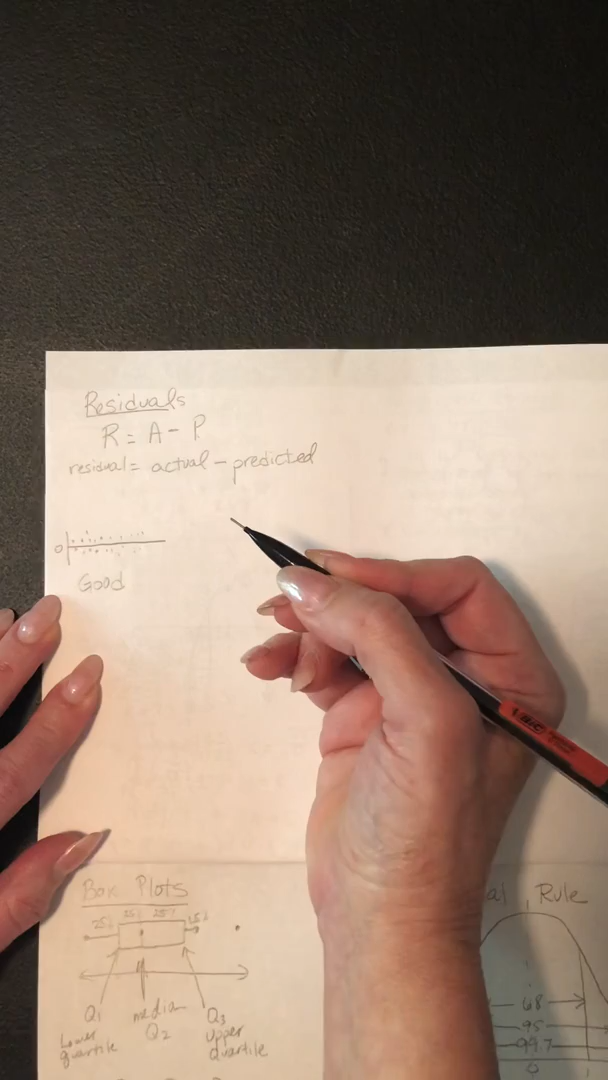 Residuals
R = A - P
residual = actual - predicted
0
Good
Box Plots
25% 25% 25%
Q1 median Q3
Lower Q2 upper
quartile quartile
al Rule
68
95
99.7
0
BIC